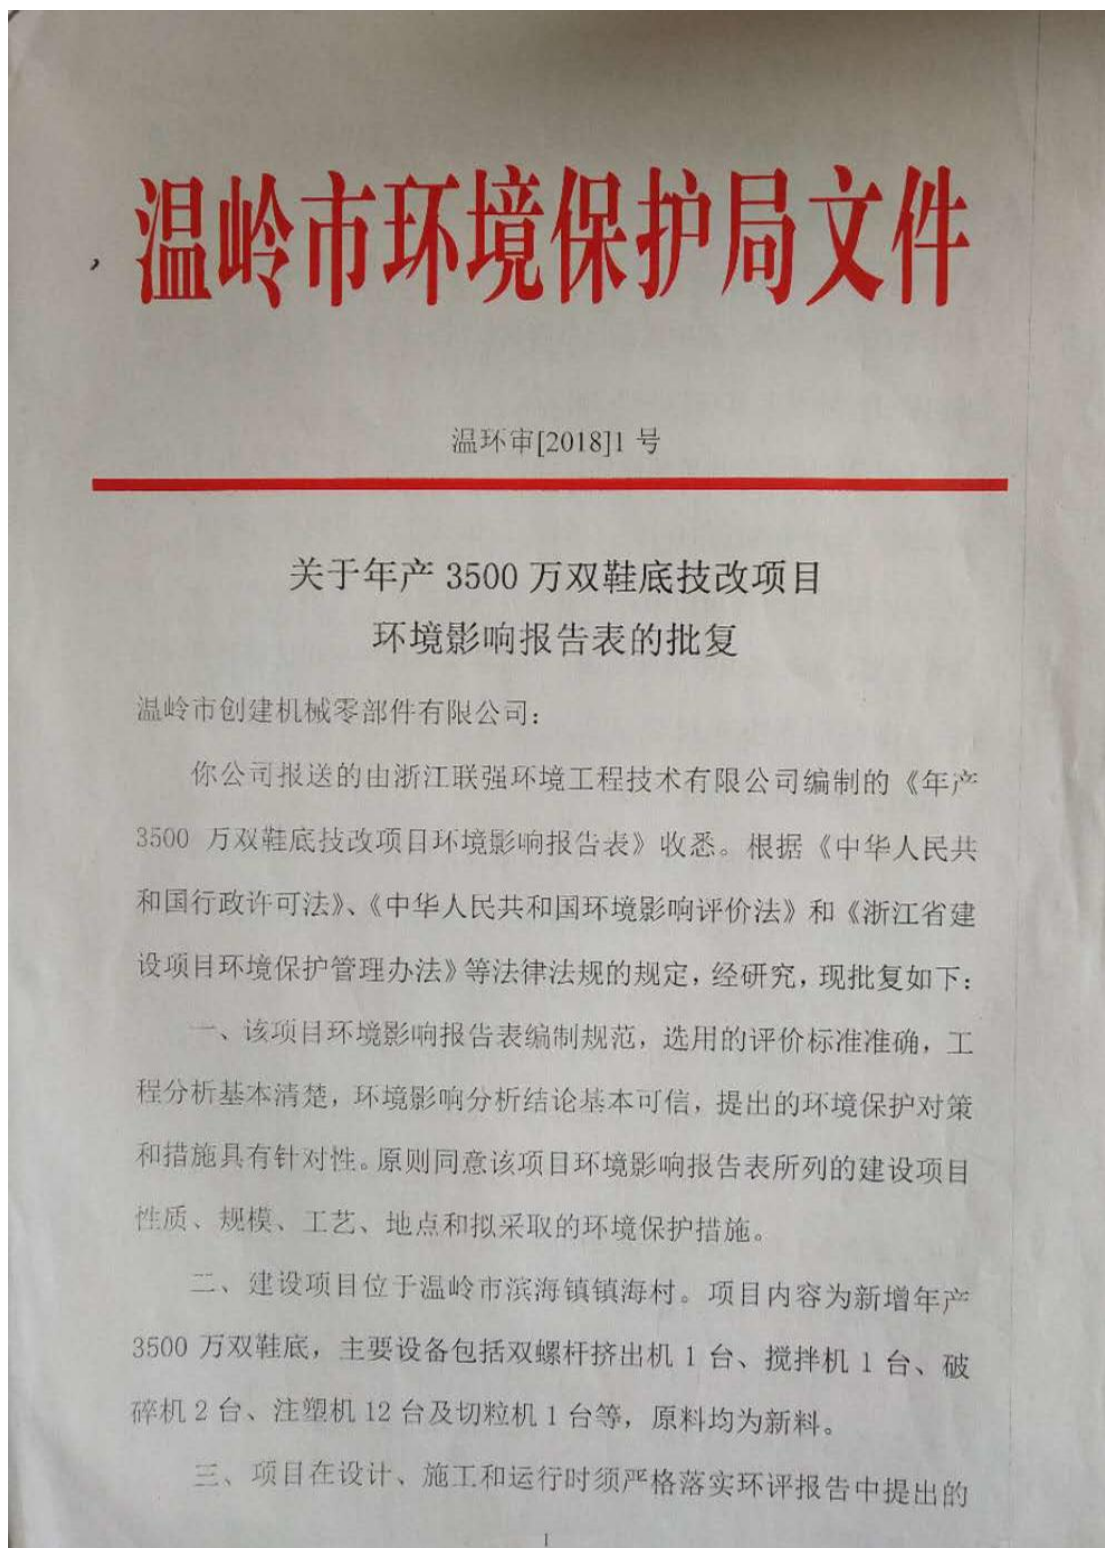 温岭市环境保护局文件
温环审[2018]1 号
关于年产 3500 万双鞋底技改项目
环境影响报告表的批复
温岭市创建机械零部件有限公司：
你公司报送的由浙江联强环境工程技术有限公司编制的《年产
3500 万双鞋底技改项目环境影响报告表》收悉。根据《中华人民共
和国行政许可法》、《中华人民共和国环境影响评价法》和《浙江省建
设项目环境保护管理办法》等法律法规的规定，经研究，现批复如下：
一、该项目环境影响报告表编制规范，选用的评价标准准确，工
程分析基本清楚，环境影响分析结论基本可信，提出的环境保护对策
和措施具有针对性。原则同意该项目环境影响报告表所列的建设项目
性质、规模、工艺、地点和拟采取的环境保护措施。
二、建设项目位于温岭市滨海镇镇海村。项目内容为新增年产
3500 万双鞋底，主要设备包括双螺杆挤出机 1 台、搅拌机 1 台、破
碎机 2 台、注塑机 12 台及切粒机 1 台等，原料均为新料。
三、项目在设计、施工和运行时须严格落实环评报告中提出的
1